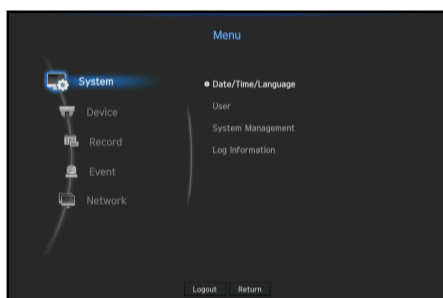 Menu
System
Device
Record
Event
Network
Date/Time/Language
User
System Management
Log Information
Logout Return